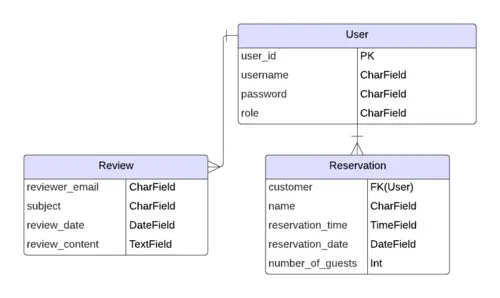 User
user_id PK
username CharField
password CharField
role CharField
Review
reviewer_email CharField
subject CharField
review_date DateField
review_content TextField
Reservation
customer FK(User)
name CharField
reservation_time TimeField
reservation_date DateField
number_of_guests Int